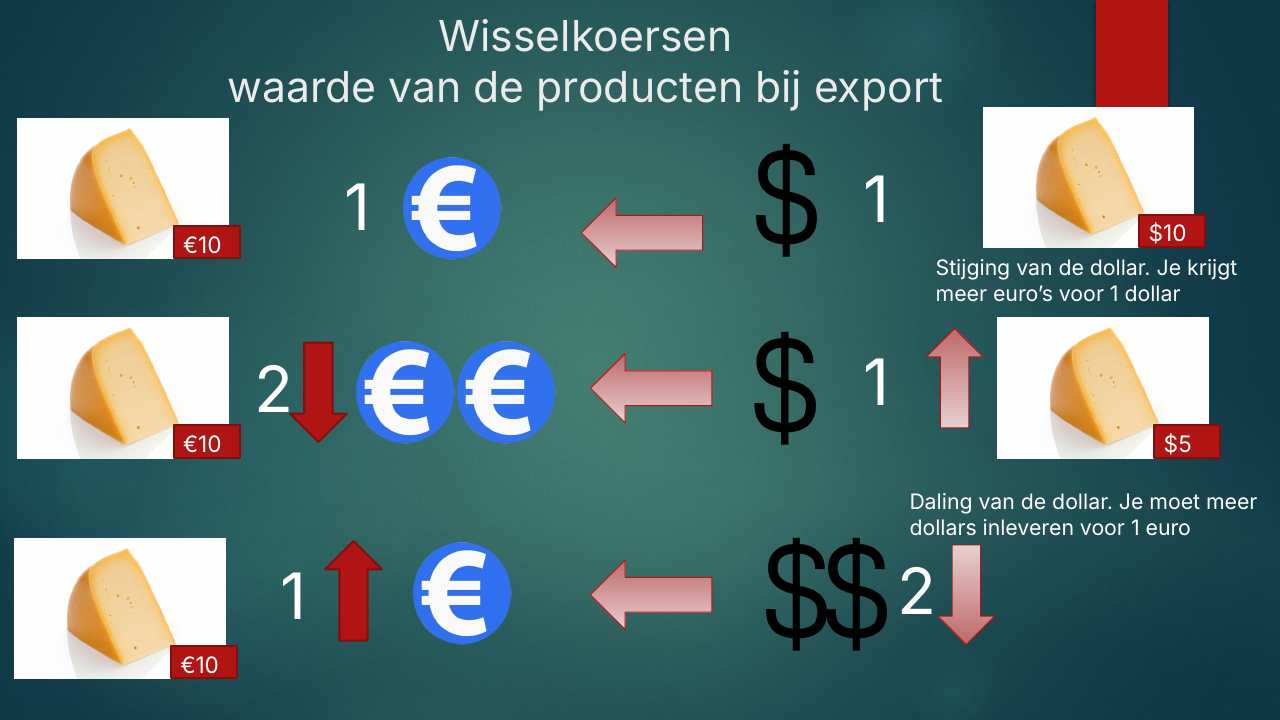 Wisselkoersen
waarde van de producten bij export
€10
1 €
$ 1
$10
Stijging van de dollar. Je krijgt
meer euro’s voor 1 dollar
€10
2 € €
$ 1
$5
Daling van de dollar. Je moet meer
dollars inleveren voor 1 euro
€10
1 €
$$ 2